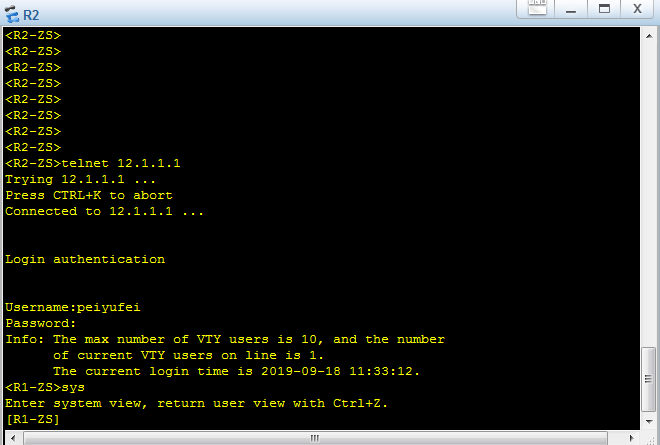 R2
<R2-ZS>
<R2-ZS>
<R2-ZS>
<R2-ZS>
<R2-ZS>
<R2-ZS>
<R2-ZS>
<R2-ZS>
<R2-ZS>telnet 12.1.1.1
Trying 12.1.1.1 ...
Press CTRL+K to abort
Connected to 12.1.1.1 ...
Login authentication
Username:peiyufei
Password:
Info: The max number of VTY users is 10, and the number
of current VTY users on line is 1.
The current login time is 2019-09-18 11:33:12.
<R1-ZS>sys
Enter system view, return user view with Ctrl+Z.
[R1-ZS]